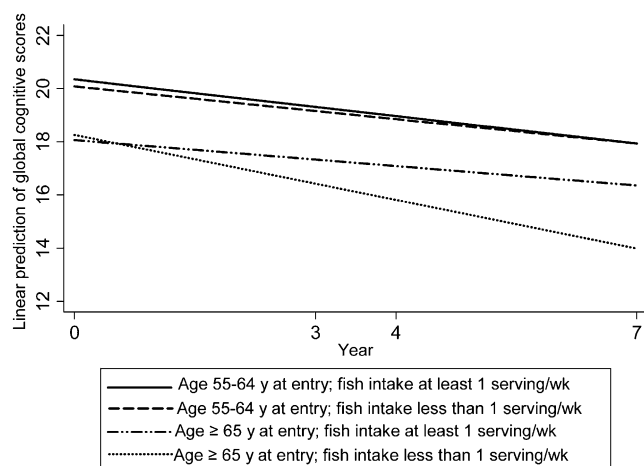 Linear prediction of global cognitive scores
22
20
18
16
14
12
0 3 4 7
Year
Age 55-64 y at entry; fish intake at least 1 serving/wk
Age 55-64 y at entry; fish intake less than 1 serving/wk
Age ≥ 65 y at entry; fish intake at least 1 serving/wk
Age ≥ 65 y at entry; fish intake less than 1 serving/wk